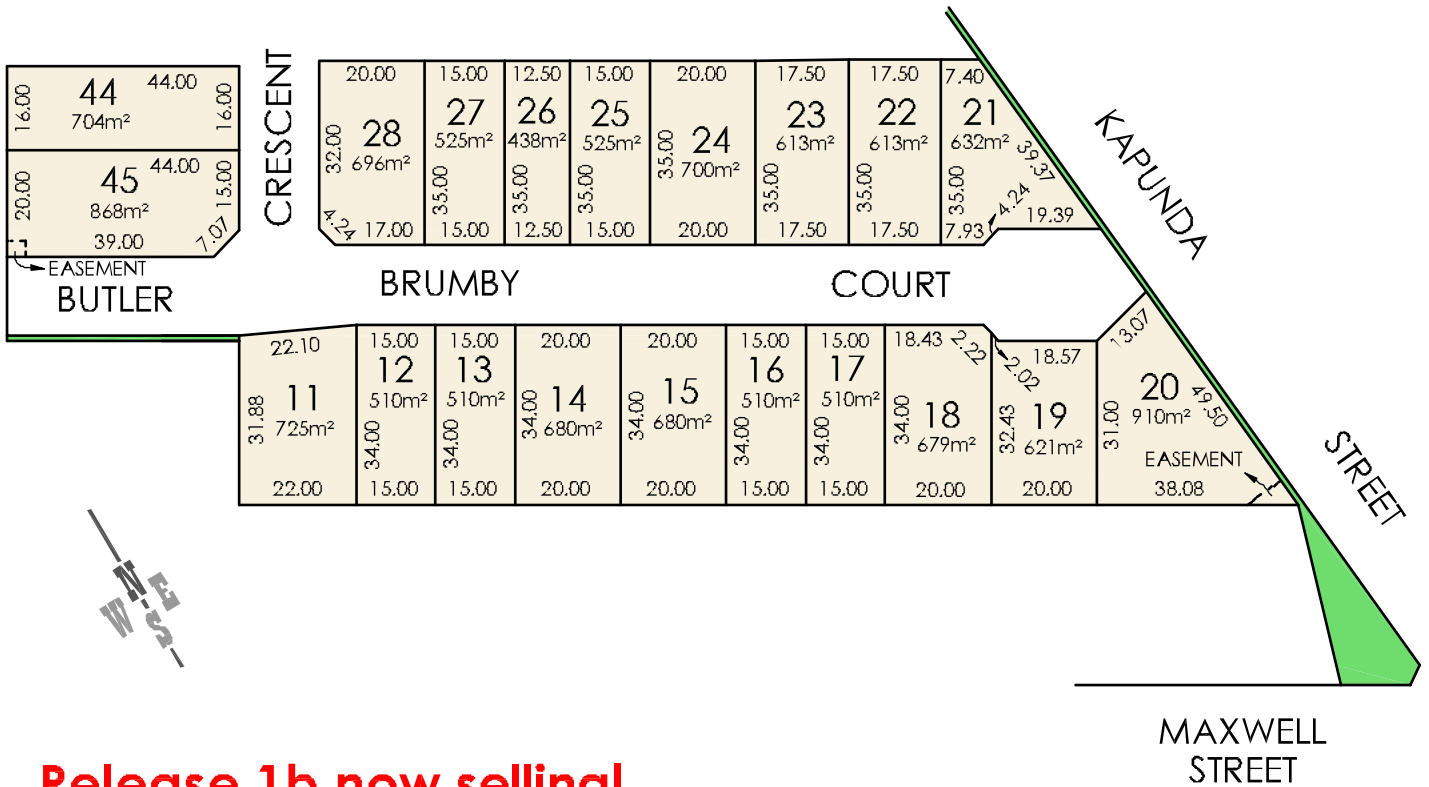 44
44.00
16.00
16.00
704m²
45
44.00
20.00
15.00
868m²
39.00
7.07
EASEMENT
BUTLER
CRESCENT
20.00
28
32.00
696m²
4.24
17.00
15.00
27
525m²
35.00
15.00
12.50
26
438m²
35.00
12.50
15.00
25
525m²
35.00
15.00
20.00
24
35.00
700m²
20.00
17.50
23
613m²
35.00
17.50
17.50
22
613m²
35.00
17.50
7.40
21
632m²
39.37
35.00
4.24
19.39
7.93
BRUMBY
COURT
KAPUNDA
STREET
22.10
11
31.88
725m²
22.00
15.00
12
510m²
34.00
15.00
15.00
13
510m²
34.00
15.00
20.00
14
34.00
680m²
20.00
20.00
15
34.00
680m²
20.00
15.00
16
510m²
34.00
15.00
15.00
17
510m²
34.00
15.00
18.43
2.22
34.00
18
679m²
20.00
2.02
18.57
32.43
19
621m²
20.00
13.07
20
49.50
910m²
31.00
EASEMENT
38.08
N
E
W
S
MAXWELL
STREET
Release 1b now selling!